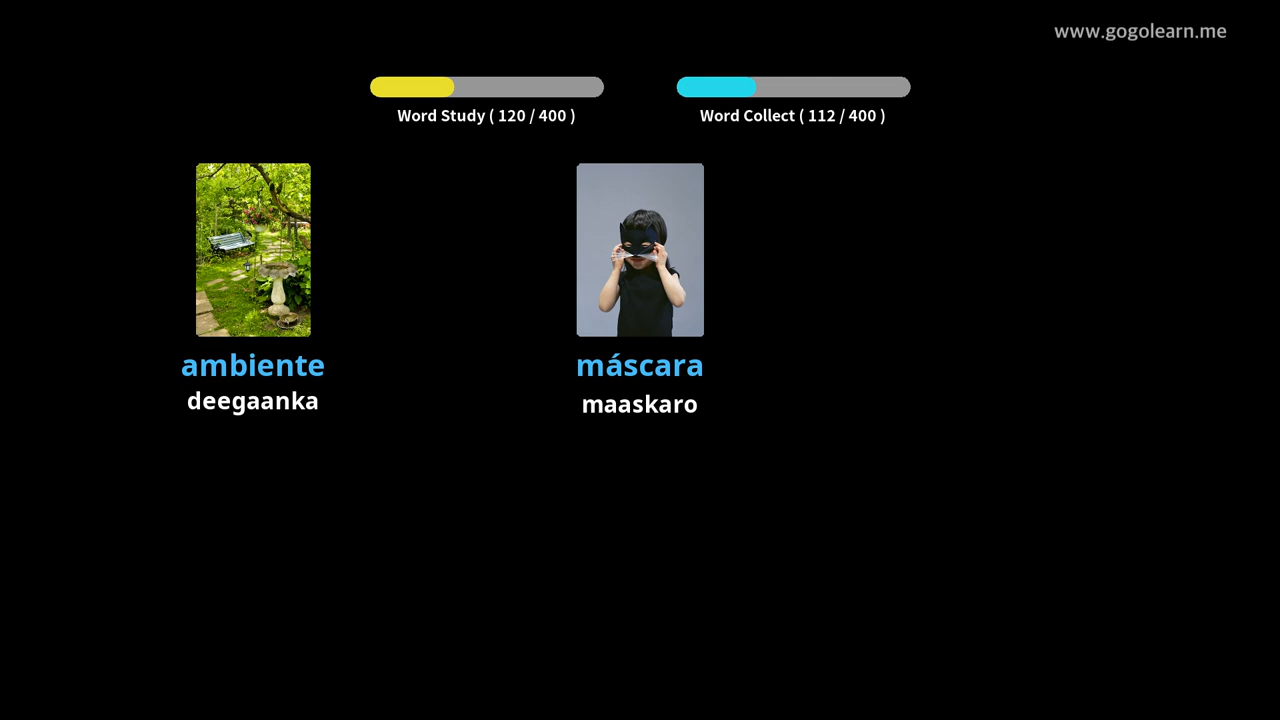 www.gogolearn.me
Word Study ( 120 / 400 )
Word Collect ( 112 / 400 )
ambiente
deegaanka
máscara
maaskaro